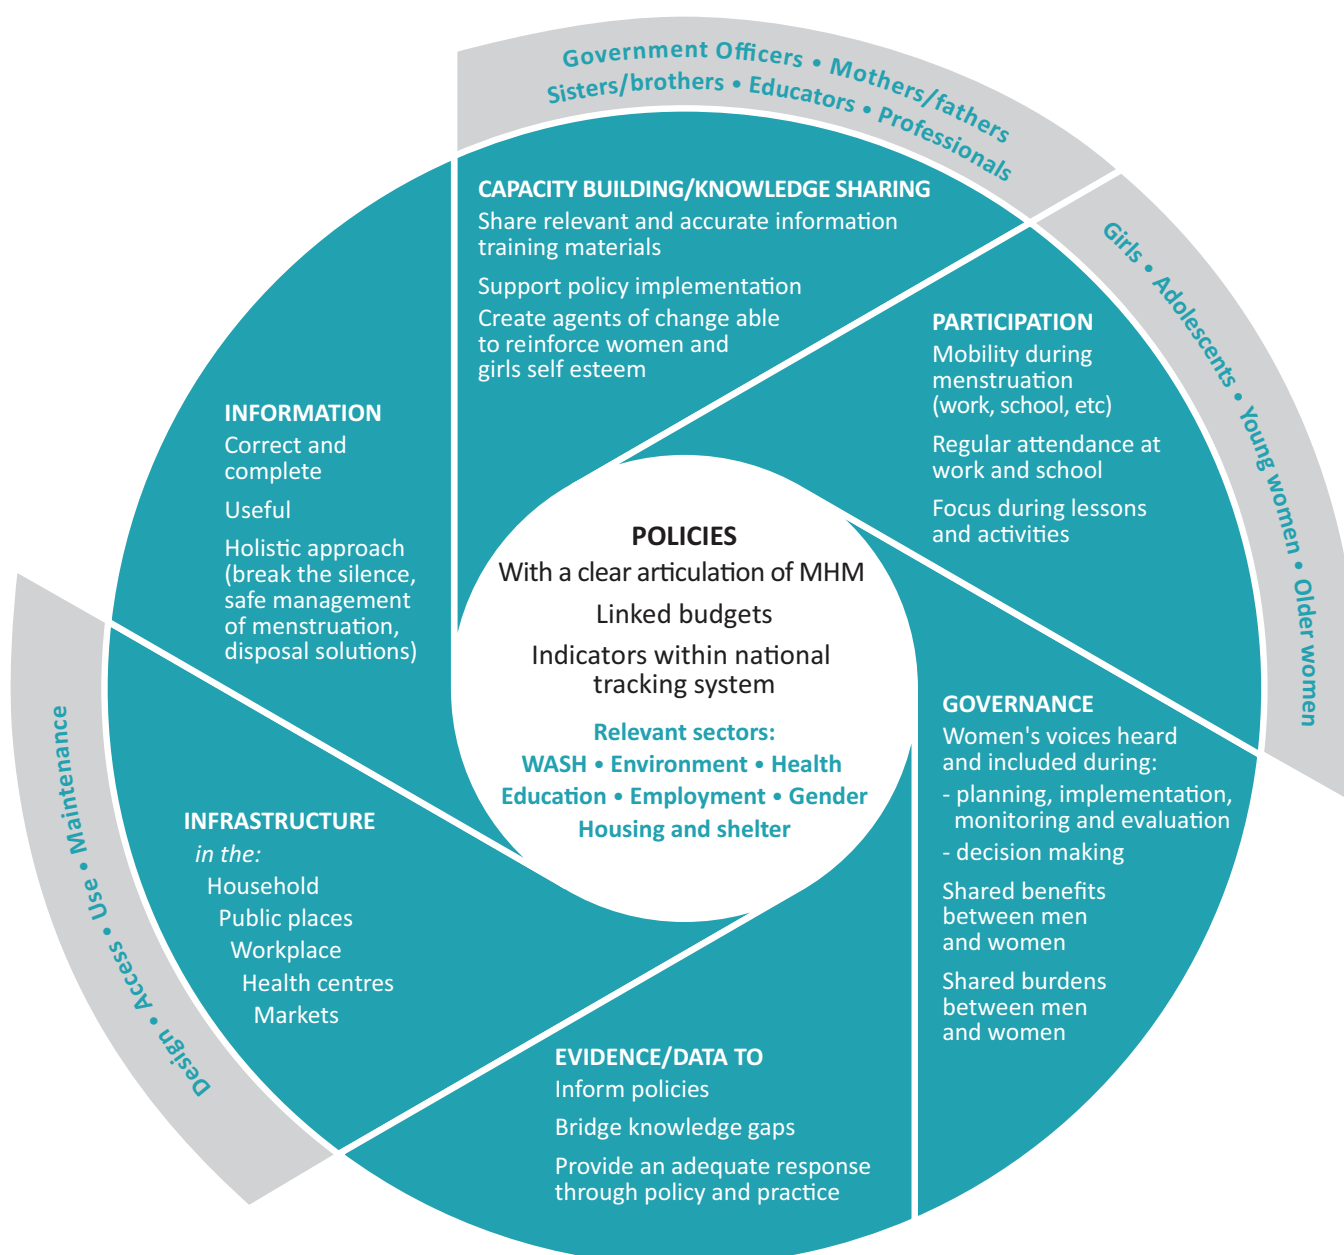 Government Officers • Mothers/fathers
Sisters/brothers • Educators • Professionals
CAPACITY BUILDING/KNOWLEDGE SHARING
Share relevant and accurate information
training materials
Support policy implementation
Create agents of change able
to reinforce women and
girls self esteem
Girls • Adolescents • Young women • Older women
PARTICIPATION
Mobility during
menstruation
(work, school, etc)
Regular attendance at
work and school
Focus during lessons
and activities
INFORMATION
Correct and
complete
Useful
Holistic approach
(break the silence,
safe management
of menstruation,
disposal solutions)
POLICIES
With a clear articulation of MHM
Linked budgets
Indicators within national
tracking system
Relevant sectors:
WASH • Environment • Health
Education • Employment • Gender
Housing and shelter
GOVERNANCE
Women's voices heard
and included during:
- planning, implementation,
monitoring and evaluation
- decision making
Shared benefits
between men
and women
Shared burdens
between men
and women
Design • Access • Use • Maintenance
INFRASTRUCTURE
in the:
Household
Public places
Workplace
Health centres
Markets
EVIDENCE/DATA TO
Inform policies
Bridge knowledge gaps
Provide an adequate response
through policy and practice